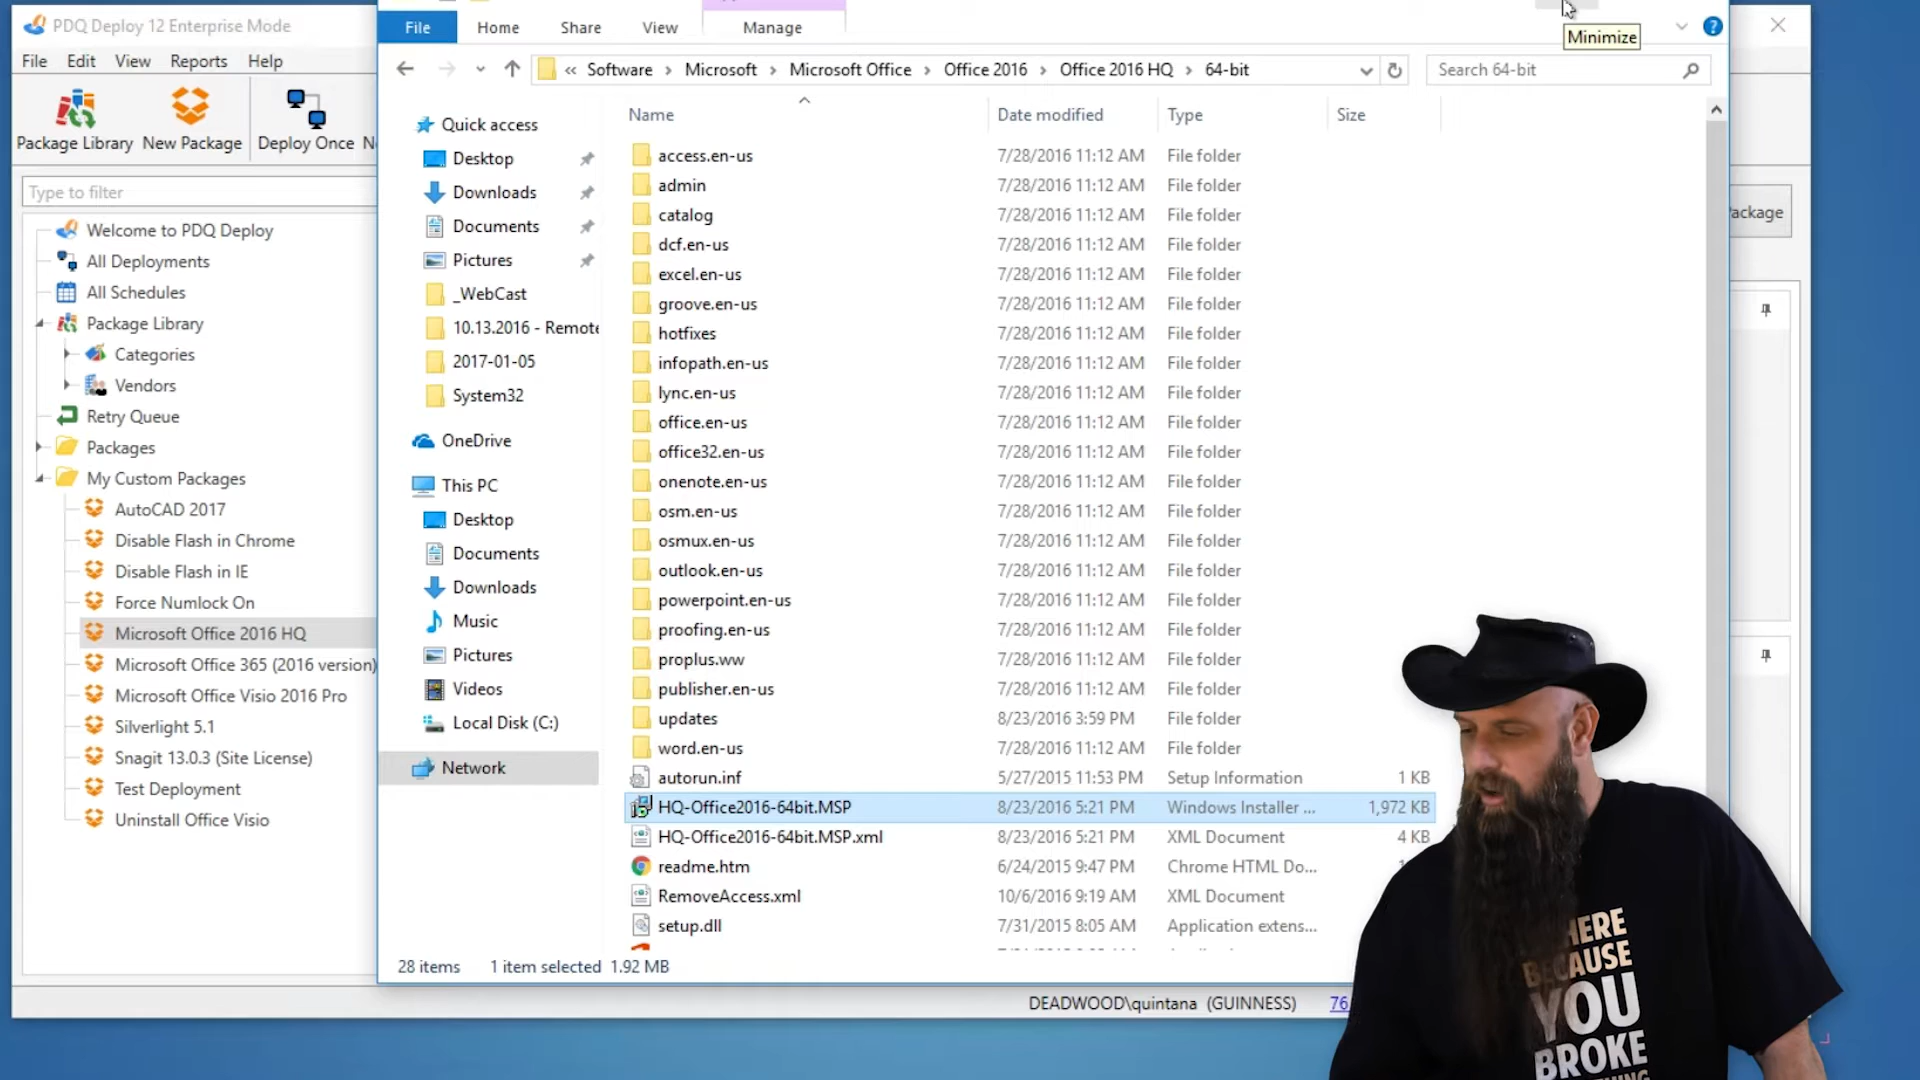 PDQ Deploy 12 Enterprise Mode
File Edit View Reports Help
Package Library New Package Deploy Once
Type to filter
Welcome to PDQ Deploy
All Deployments
All Schedules
Package Library
Categories
Vendors
Retry Queue
Packages
My Custom Packages
AutoCAD 2017
Disable Flash in Chrome
Disable Flash in IE
Force Numlock On
Microsoft Office 2016 HQ
Microsoft Office 365 (2016 version)
Microsoft Office Visio 2016 Pro
Silverlight 5.1
Snagit 13.0.3 (Site License)
Test Deployment
Uninstall Office Visio
File Home Share View Manage
Minimize
« Software > Microsoft > Microsoft Office > Office 2016 > Office 2016 HQ > 64-bit
Search 64-bit
Quick access
Desktop
Downloads
Documents
Pictures
_WebCast
10.13.2016 - Remote
2017-01-05
System32
OneDrive
This PC
Desktop
Documents
Downloads
Music
Pictures
Videos
Local Disk (C:)
Network
Name Date modified Type Size
access.en-us 7/28/2016 11:12 AM File folder
admin 7/28/2016 11:12 AM File folder
catalog 7/28/2016 11:12 AM File folder
dcf.en-us 7/28/2016 11:12 AM File folder
excel.en-us 7/28/2016 11:12 AM File folder
groove.en-us 7/28/2016 11:12 AM File folder
hotfixes 7/28/2016 11:12 AM File folder
infopath.en-us 7/28/2016 11:12 AM File folder
lync.en-us 7/28/2016 11:12 AM File folder
office.en-us 7/28/2016 11:12 AM File folder
office32.en-us 7/28/2016 11:12 AM File folder
onenote.en-us 7/28/2016 11:12 AM File folder
osm.en-us 7/28/2016 11:12 AM File folder
osmux.en-us 7/28/2016 11:12 AM File folder
outlook.en-us 7/28/2016 11:12 AM File folder
powerpoint.en-us 7/28/2016 11:12 AM File folder
proofing.en-us 7/28/2016 11:12 AM File folder
proplus.ww 7/28/2016 11:12 AM File folder
publisher.en-us 7/28/2016 11:12 AM File folder
updates 8/23/2016 3:59 PM File folder
word.en-us 7/28/2016 11:12 AM File folder
autorun.inf 5/27/2015 11:53 PM Setup Information 1 KB
HQ-Office2016-64bit.MSP 8/23/2016 5:21 PM Windows Installer ... 1,972 KB
HQ-Office2016-64bit.MSP.xml 8/23/2016 5:21 PM XML Document 4 KB
readme.htm 6/24/2015 9:47 PM Chrome HTML Do...
RemoveAccess.xml 10/6/2016 9:19 AM XML Document
setup.dll 7/31/2015 8:05 AM Application extens...
28 items 1 item selected 1.92 MB
DEADWOOD\quintana (GUINNESS) 76
ackage
HERE
BECAUSE
YOU
BROKE